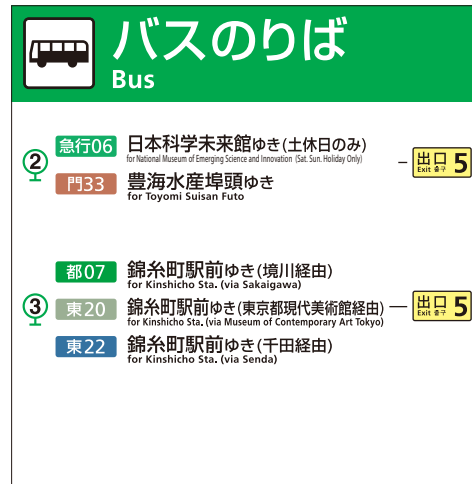 バスのりば
Bus
2
急行06 日本科学未来館ゆき(土休日のみ)
for National Museum of Emerging Science and Innovation (Sat. Sun. Holiday Only)
出口 5
Exit 출구
門33 豊海水産埠頭ゆき
for Toyomi Suisan Futo
都07 錦糸町駅前ゆき(境川経由)
for Kinshicho Sta. (via Sakaigawa)
3
東20 錦糸町駅前ゆき(東京都現代美術館経由)
for Kinshicho Sta. (via Museum of Contemporary Art Tokyo)
出口 5
Exit 출구
東22 錦糸町駅前ゆき(千田経由)
for Kinshicho Sta. (via Senda)